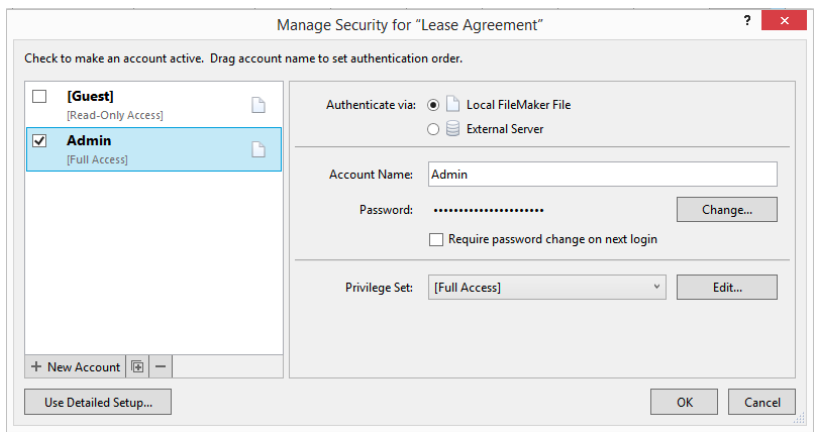 Manage Security for “Lease Agreement”
?
×
Check to make an account active. Drag account name to set authentication order.
[Guest]
[Read-Only Access]
Admin
[Full Access]
Authenticate via:
Local FileMaker File
External Server
Account Name:
Admin
Password:
••••••••••••••••••••••
Change...
Require password change on next login
Privilege Set:
[Full Access]
Edit...
+ New Account
Use Detailed Setup...
OK
Cancel